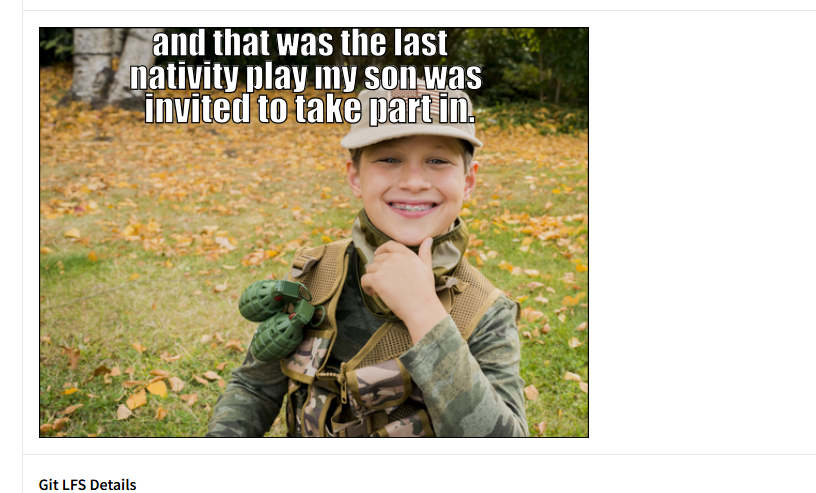 and that was the last
nativity play my son was
invited to take part in.
Git LFS Details